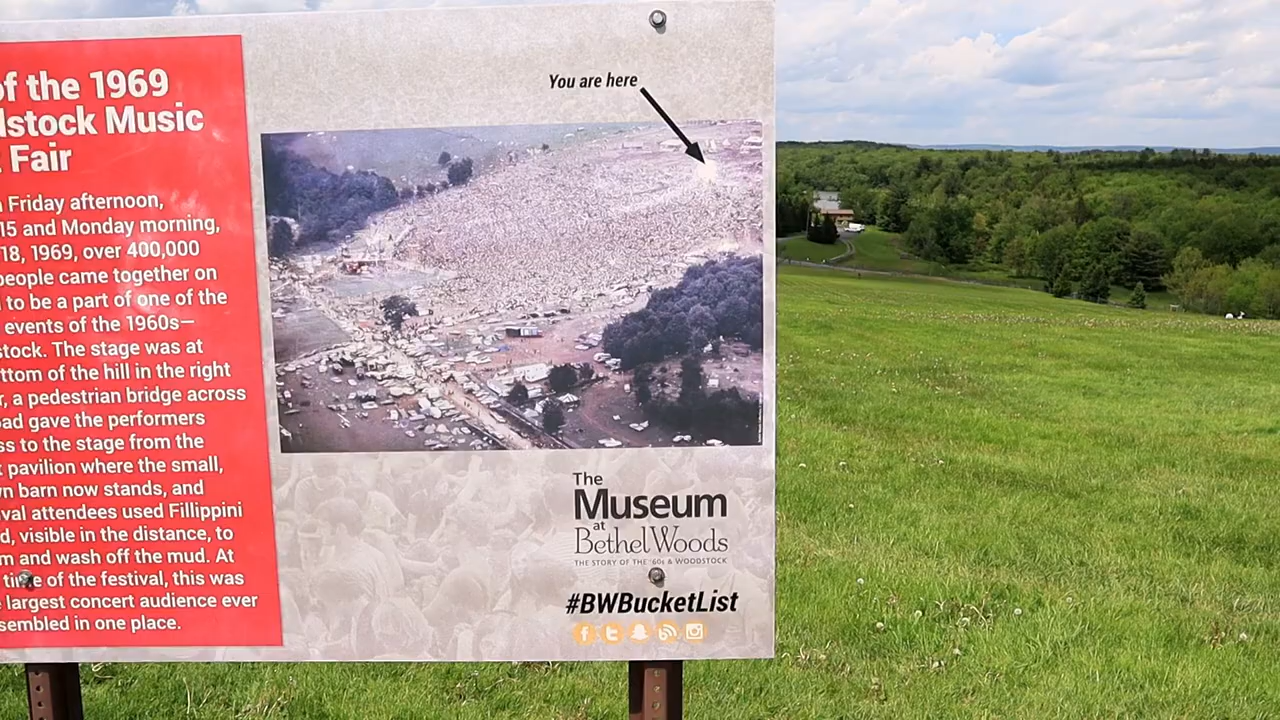 of the 1969
dstock Music
Fair
Friday afternoon,
15 and Monday morning,
18, 1969, over 400,000
people came together on
to be a part of one of the
events of the 1960s—
stock. The stage was at
ttom of the hill in the right
r, a pedestrian bridge across
oad gave the performers
ss to the stage from the
pavilion where the small,
wn barn now stands, and
ival attendees used Fillippini
d, visible in the distance, to
m and wash off the mud. At
time of the festival, this was
largest concert audience ever
sembled in one place.
You are here
The
Museum
at
Bethel Woods
THE STORY OF THE '60s & WOODSTOCK
#BWBucketList